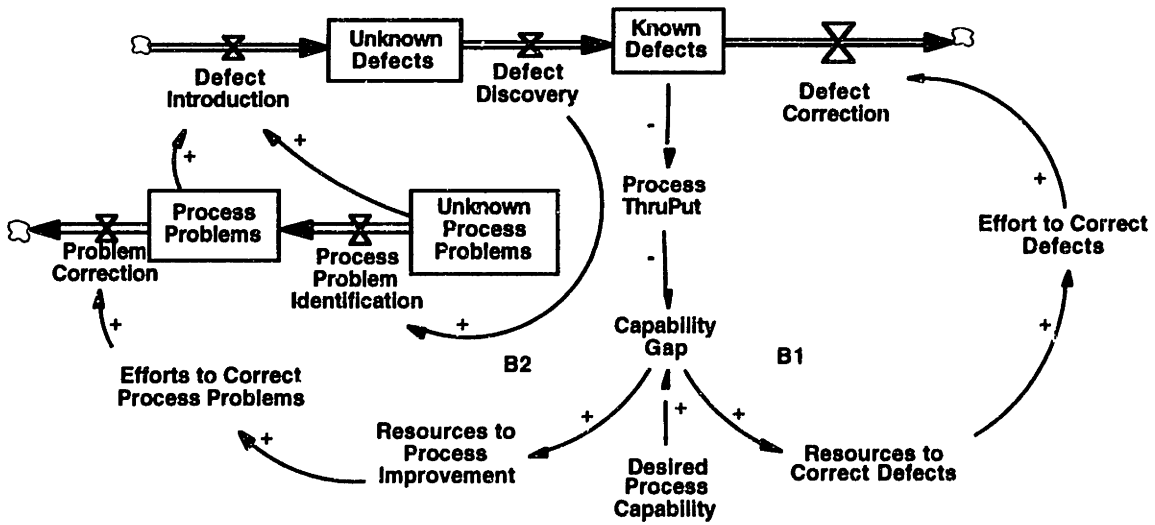 Unknown
Defects
Known
Defects
Defect
Introduction
Defect
Discovery
Defect
Correction
+
+
-
+
Process
ThruPut
Process
Problems
Unknown
Process
Problems
Effort to Correct
Defects
Problem
Correction
Process
Problem
Identification
-
+
+
+
Capability
Gap
B2
B1
Efforts to Correct
Process Problems
+
+
+
+
Resources to
Process
Improvement
Resources to
Correct Defects
Desired
Process
Capability